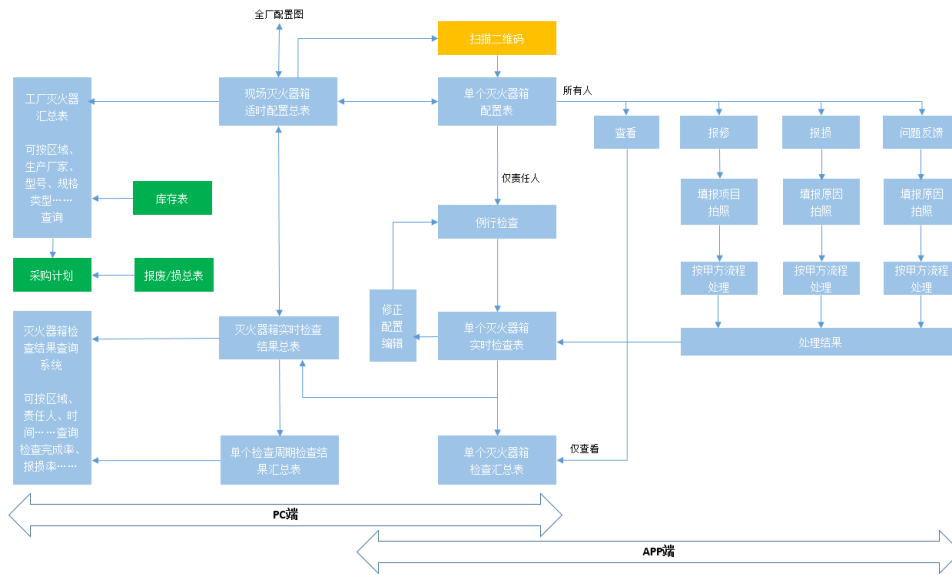 全厂配置图
扫描二维码
工厂灭火器
汇总表
可按区域、
生产厂家、
型号、规格
类型……
查询
现场灭火器箱
适时配置总表
单个灭火器箱
配置表
所有人
查看
报修
报损
问题反馈
仅责任人
库存表
填报项目
拍照
填报原因
拍照
填报原因
拍照
例行检查
采购计划
报废/损总表
按甲方流程
处理
按甲方流程
处理
按甲方流程
处理
修正
配置
编辑
灭火器箱检
查结果查询
系统
可按区域、
责任人、时
间……查询
检查完成率、
报损率……
灭火器箱实时检查
结果总表
单个灭火器箱
实时检查表
处理结果
单个检查周期检查结
果汇总表
单个灭火器箱
检查汇总表
仅查看
PC端
APP端